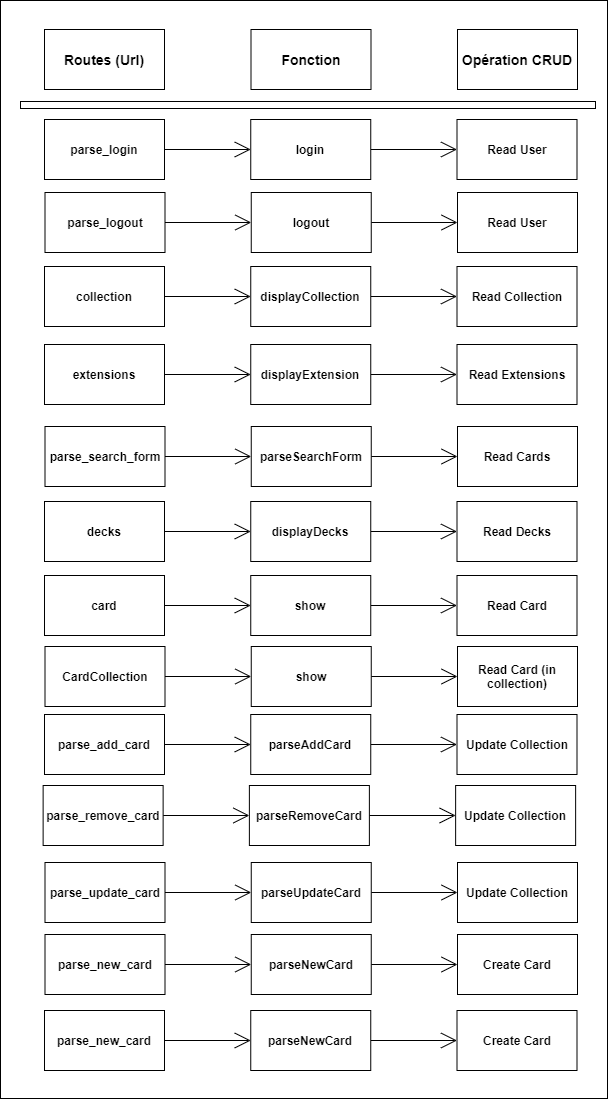 Routes (Url) Fonction Opération CRUD
parse_login login Read User
parse_logout logout Read User
collection displayCollection Read Collection
extensions displayExtension Read Extensions
parse_search_form parseSearchForm Read Cards
decks displayDecks Read Decks
card show Read Card
CardCollection show Read Card (in
collection)
parse_add_card parseAddCard Update Collection
parse_remove_card parseRemoveCard Update Collection
parse_update_card parseUpdateCard Update Collection
parse_new_card parseNewCard Create Card
parse_new_card parseNewCard Create Card